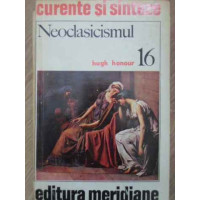 curente și sinteze
Neoclasicismul
hugh honour 16
editura meridiane